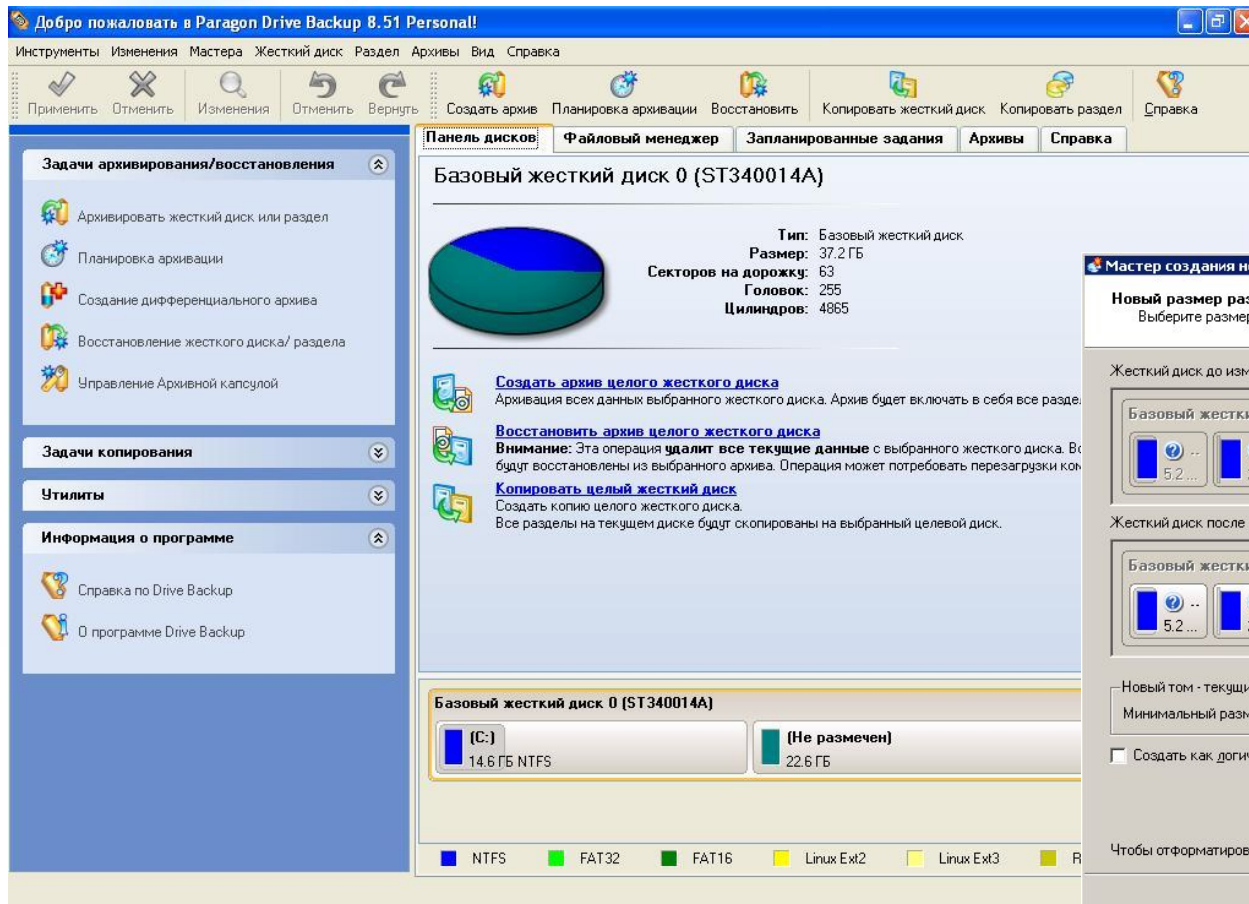 Добро пожаловать в Paragon Drive Backup 8.51 Personal!
Инструменты Изменения Мастера Жесткий диск Раздел Архивы Вид Справка
Применить Отменить Изменения Отменить Вернуть Создать архив Планировка архивации Восстановить Копировать жесткий диск Копировать раздел Справка
Панель дисков Файловый менеджер Запланированные задания Архивы Справка
Задачи архивирования/восстановления
Архивировать жесткий диск или раздел
Планировка архивации
Создание дифференциального архива
Восстановление жесткого диска/ раздела
Управление Архивной капсулой
Задачи копирования
Утилиты
Информация о программе
Справка по Drive Backup
О программе Drive Backup
Базовый жесткий диск 0 (ST340014A)
Тип: Базовый жесткий диск
Размер: 37.2 ГБ
Секторов на дорожку: 63
Головок: 255
Цилиндров: 4865
Создать архив целого жесткого диска
Архивация всех данных выбранного жесткого диска. Архив будет включать в себя все разде
Восстановить архив целого жесткого диска
Внимание: Эта операция удалит все текущие данные с выбранного жесткого диска. Вс
будут восстановлены из выбранного архива. Операция может потребовать перезагрузки ком
Копировать целый жесткий диск
Создать копию целого жесткого диска.
Все разделы на текущем диске будут скопированы на выбранный целевой диск.
Базовый жесткий диск 0 (ST340014A)
(C:)
14.6 ГБ NTFS
(Не размечен)
22.6 ГБ
NTFS FAT32 FAT16 Linux Ext2 Linux Ext3 R
Мастер создания н
Новый размер раз
Выберите размер
Жесткий диск до изм
Базовый жестки
5.2 ...
Жесткий диск после
Базовый жестки
5.2 ...
Новый том - текущи
Минимальный разм
Создать как логич
Чтобы отформатиров